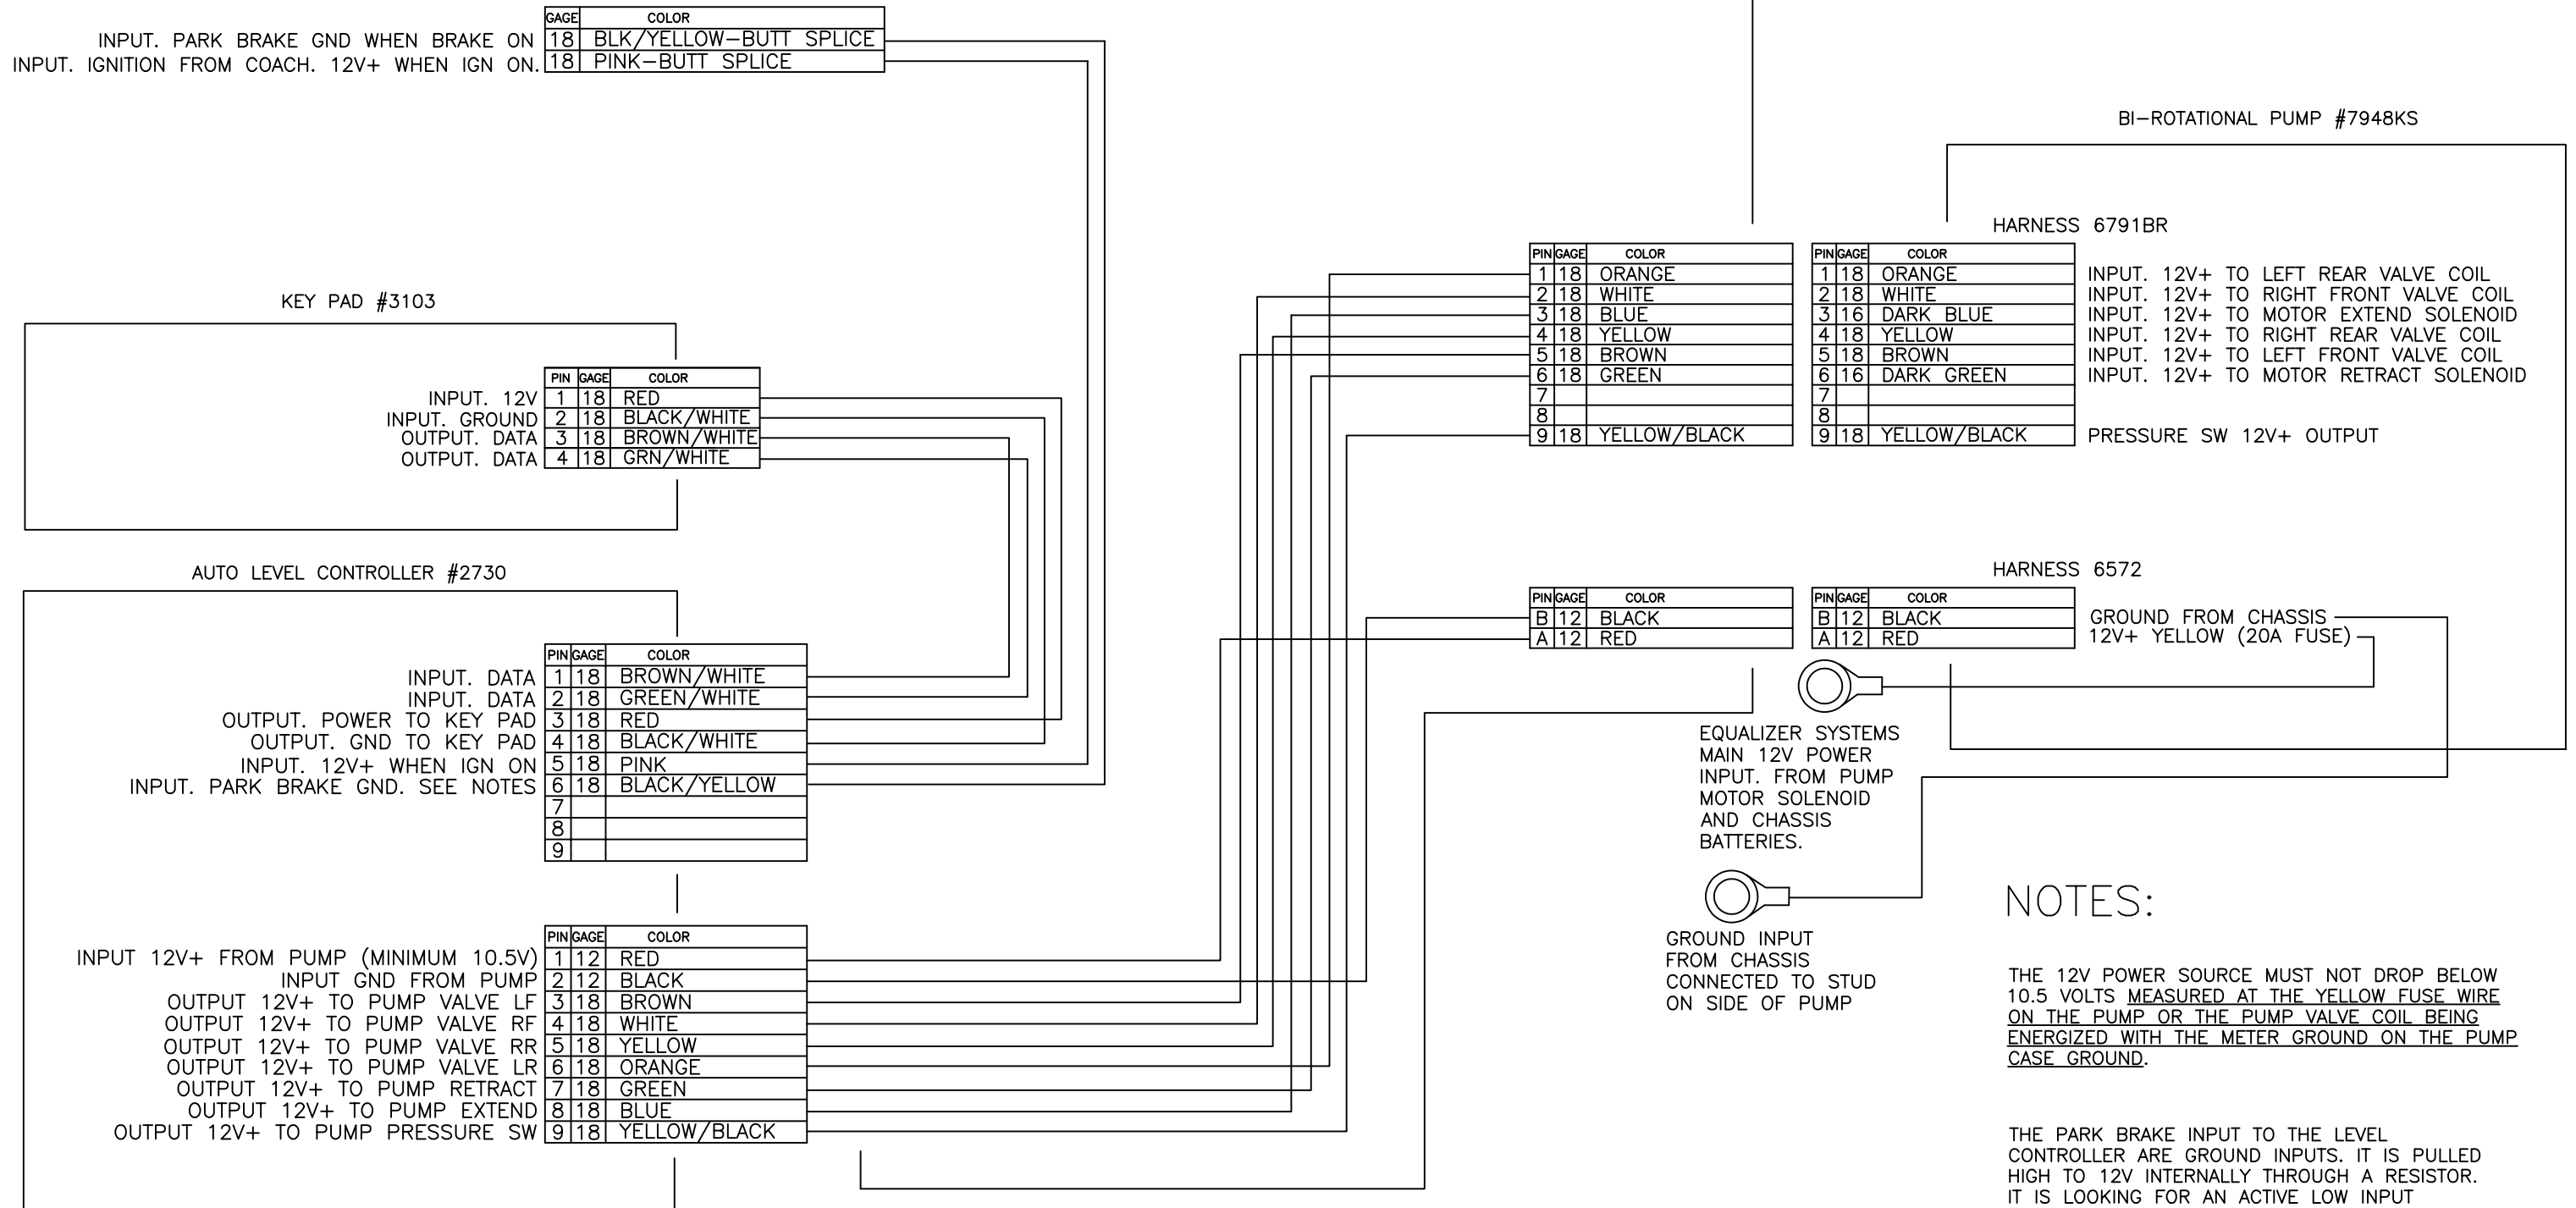 GAGE COLOR
INPUT. PARK BRAKE GND WHEN BRAKE ON 18 BLK/YELLOW-BUTT SPLICE
INPUT. IGNITION FROM COACH. 12V+ WHEN IGN ON. 18 PINK-BUTT SPLICE
KEY PAD #3103
PIN GAGE COLOR
INPUT. 12V 1 18 RED
INPUT. GROUND 2 18 BLACK/WHITE
OUTPUT. DATA 3 18 BROWN/WHITE
OUTPUT. DATA 4 18 GRN/WHITE
AUTO LEVEL CONTROLLER #2730
PIN GAGE COLOR
INPUT. DATA 1 18 BROWN/WHITE
INPUT. DATA 2 18 GREEN/WHITE
OUTPUT. POWER TO KEY PAD 3 18 RED
OUTPUT. GND TO KEY PAD 4 18 BLACK/WHITE
INPUT. 12V+ WHEN IGN ON 5 18 PINK
INPUT. PARK BRAKE GND. SEE NOTES 6 18 BLACK/YELLOW
7
8
9
PIN GAGE COLOR
INPUT 12V+ FROM PUMP (MINIMUM 10.5V) 1 12 RED
INPUT GND FROM PUMP 2 12 BLACK
OUTPUT 12V+ TO PUMP VALVE LF 3 18 BROWN
OUTPUT 12V+ TO PUMP VALVE RF 4 18 WHITE
OUTPUT 12V+ TO PUMP VALVE RR 5 18 YELLOW
OUTPUT 12V+ TO PUMP VALVE LR 6 18 ORANGE
OUTPUT 12V+ TO PUMP RETRACT 7 18 GREEN
OUTPUT 12V+ TO PUMP EXTEND 8 18 BLUE
OUTPUT 12V+ TO PUMP PRESSURE SW 9 18 YELLOW/BLACK
BI-ROTATIONAL PUMP #7948KS
HARNESS 6791BR
PIN GAGE COLOR PIN GAGE COLOR
1 18 ORANGE 1 18 ORANGE INPUT. 12V+ TO LEFT REAR VALVE COIL
2 18 WHITE 2 18 WHITE INPUT. 12V+ TO RIGHT FRONT VALVE COIL
3 18 BLUE 3 16 DARK BLUE INPUT. 12V+ TO MOTOR EXTEND SOLENOID
4 18 YELLOW 4 18 YELLOW INPUT. 12V+ TO RIGHT REAR VALVE COIL
5 18 BROWN 5 18 BROWN INPUT. 12V+ TO LEFT FRONT VALVE COIL
6 18 GREEN 6 16 DARK GREEN INPUT. 12V+ TO MOTOR RETRACT SOLENOID
7 7
8 8
9 18 YELLOW/BLACK 9 18 YELLOW/BLACK PRESSURE SW 12V+ OUTPUT
HARNESS 6572
PIN GAGE COLOR PIN GAGE COLOR
B 12 BLACK B 12 BLACK GROUND FROM CHASSIS
A 12 RED A 12 RED 12V+ YELLOW (20A FUSE)
EQUALIZER SYSTEMS
MAIN 12V POWER
INPUT. FROM PUMP
MOTOR SOLENOID
AND CHASSIS
BATTERIES.
GROUND INPUT
FROM CHASSIS
CONNECTED TO STUD
ON SIDE OF PUMP
NOTES:
THE 12V POWER SOURCE MUST NOT DROP BELOW
10.5 VOLTS MEASURED AT THE YELLOW FUSE WIRE
ON THE PUMP OR THE PUMP VALVE COIL BEING
ENERGIZED WITH THE METER GROUND ON THE PUMP
CASE GROUND.
THE PARK BRAKE INPUT TO THE LEVEL
CONTROLLER ARE GROUND INPUTS. IT IS PULLED
HIGH TO 12V INTERNALLY THROUGH A RESISTOR.
IT IS LOOKING FOR AN ACTIVE LOW INPUT